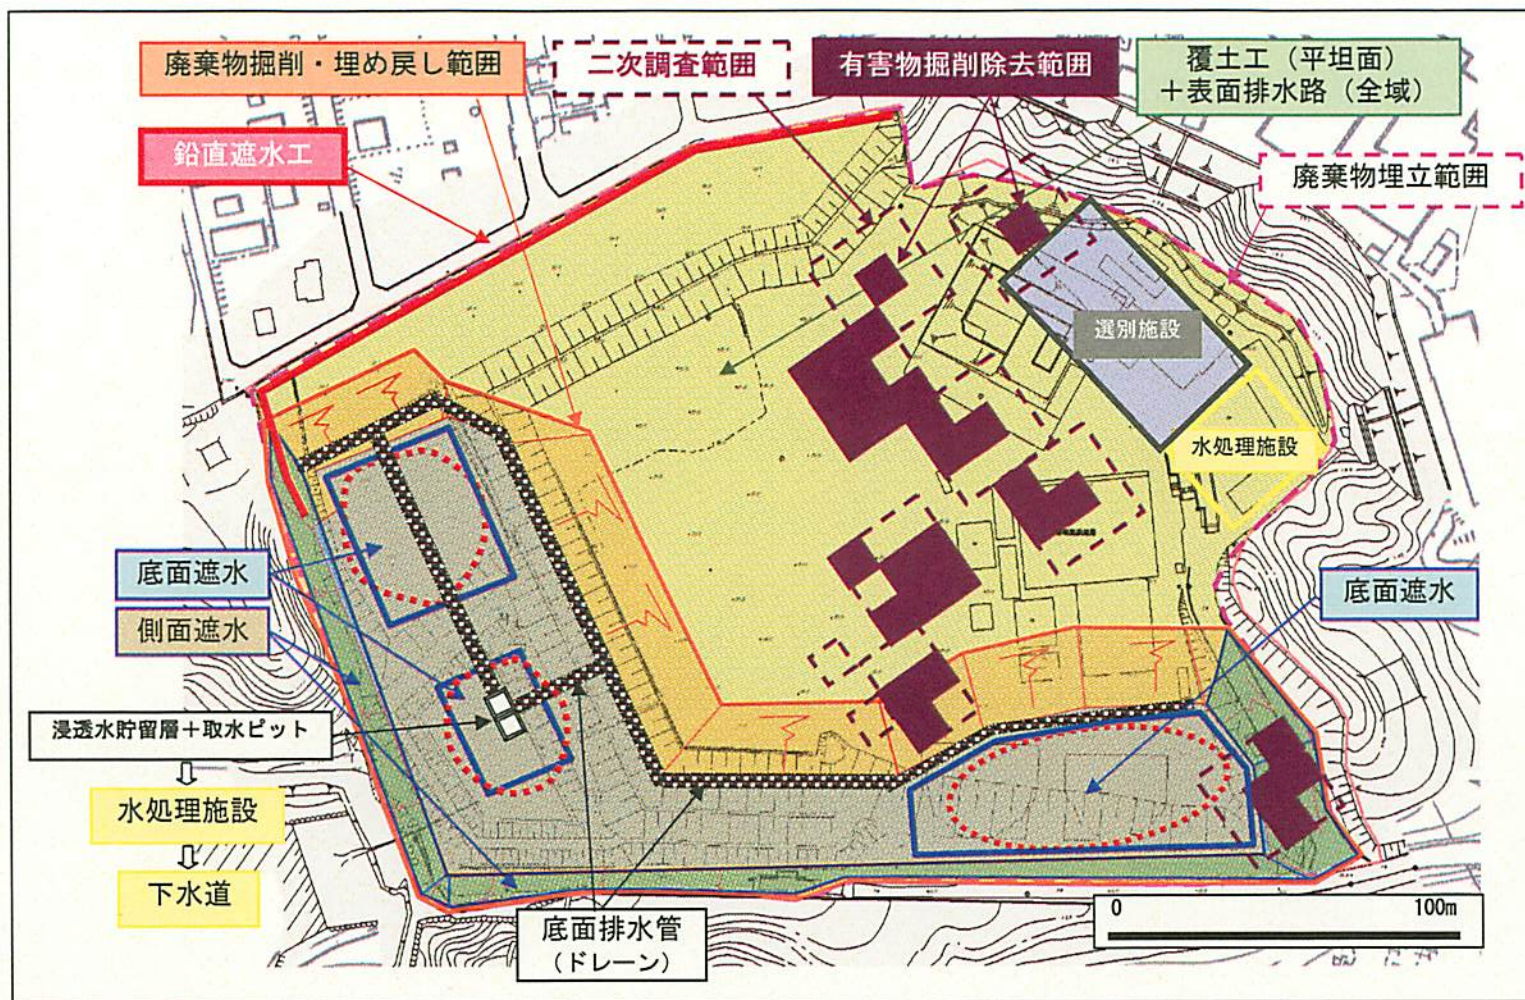 廃棄物掘削・埋め戻し範囲
二次調査範囲
有害物掘削除去範囲
覆土工（平坦面）
＋表面排水路（全域）
鉛直遮水工
廃棄物埋立範囲
選別施設
水処理施設
底面遮水
側面遮水
底面遮水
浸透水貯留層＋取水ピット
水処理施設
下水道
底面排水管
（ドレーン）
0
100m